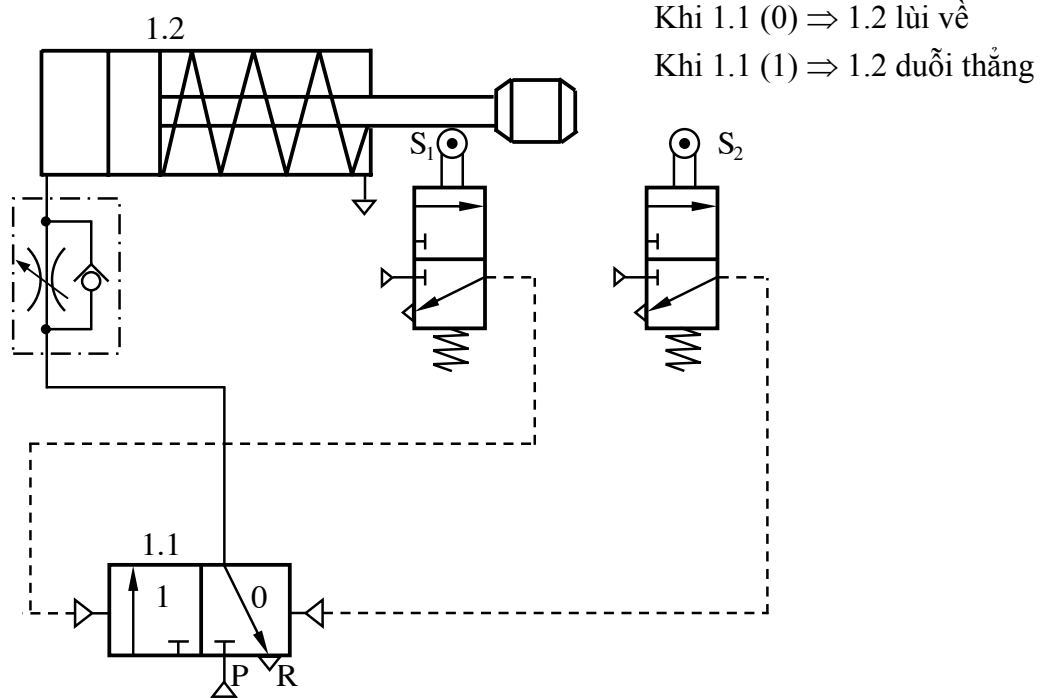 Khi 1.1 (0) ⇒ 1.2 lùi về
Khi 1.1 (1) ⇒ 1.2 duỗi thẳng
1.2
S₁
S₂
1.1
1
0
P
R